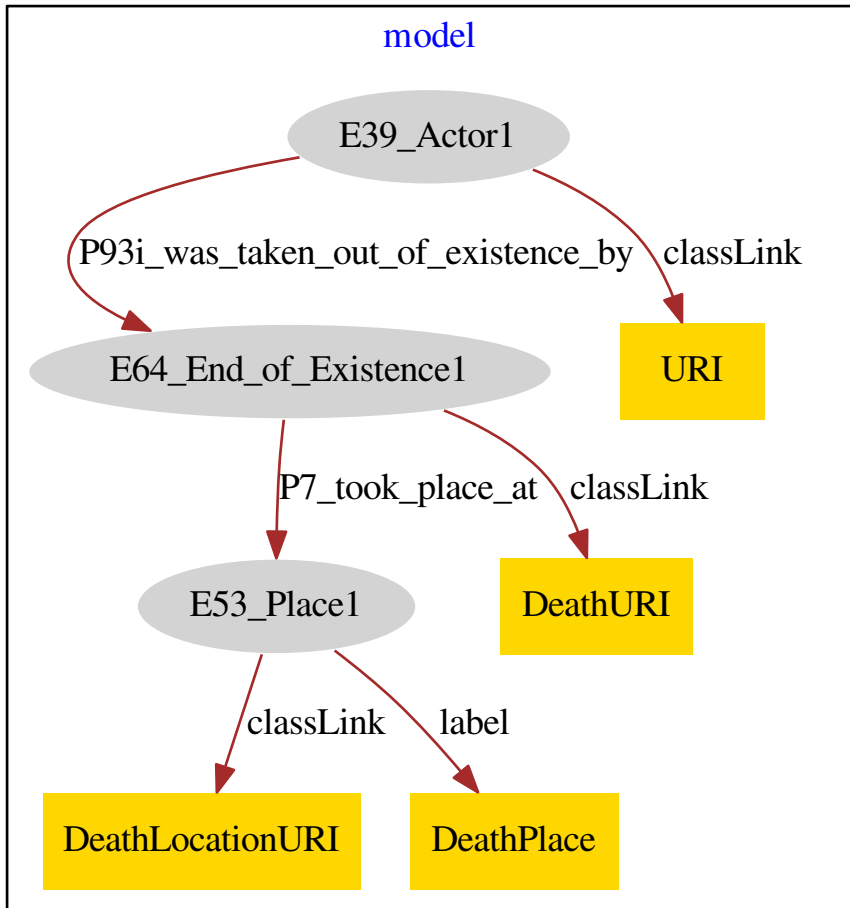 model
E39_Actor1
P93i_was_taken_out_of_existence_by
classLink
E64_End_of_Existence1
URI
P7_took_place_at
classLink
E53_Place1
DeathURI
classLink
label
DeathLocationURI
DeathPlace